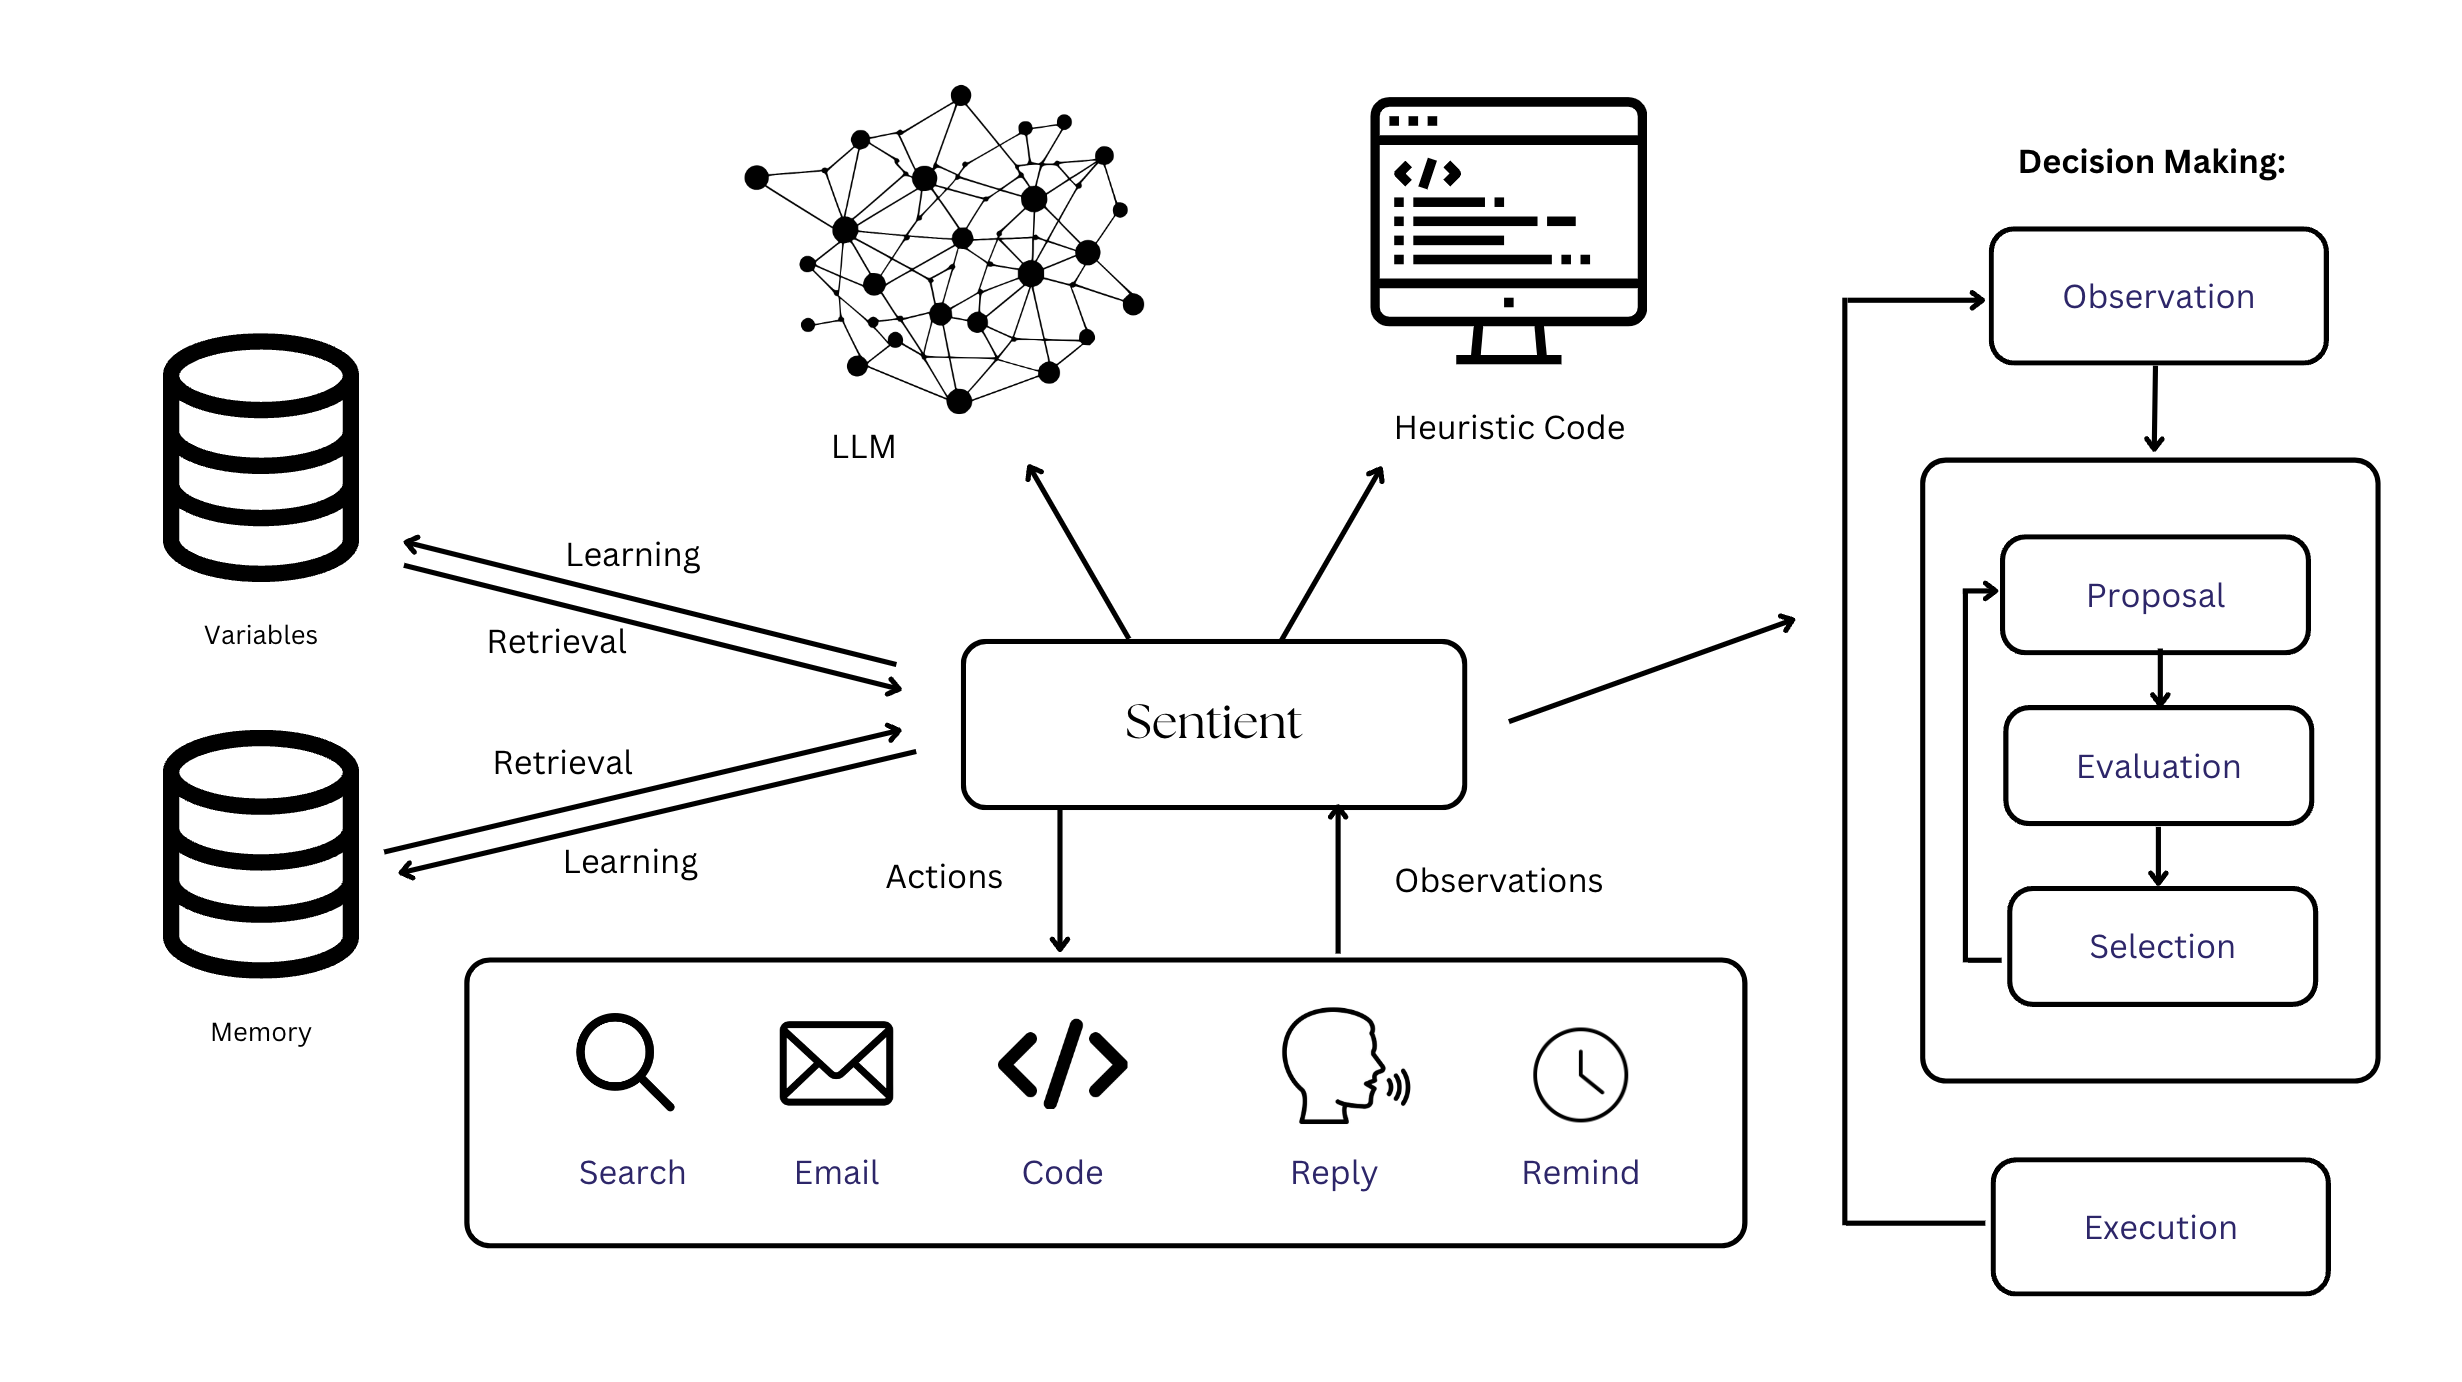 LLM
Heuristic Code
Variables
Learning
Retrieval
Sentient
Retrieval
Learning
Memory
Actions
Observations
Search
Email
Code
Reply
Remind
Decision Making:
Observation
Proposal
Evaluation
Selection
Execution